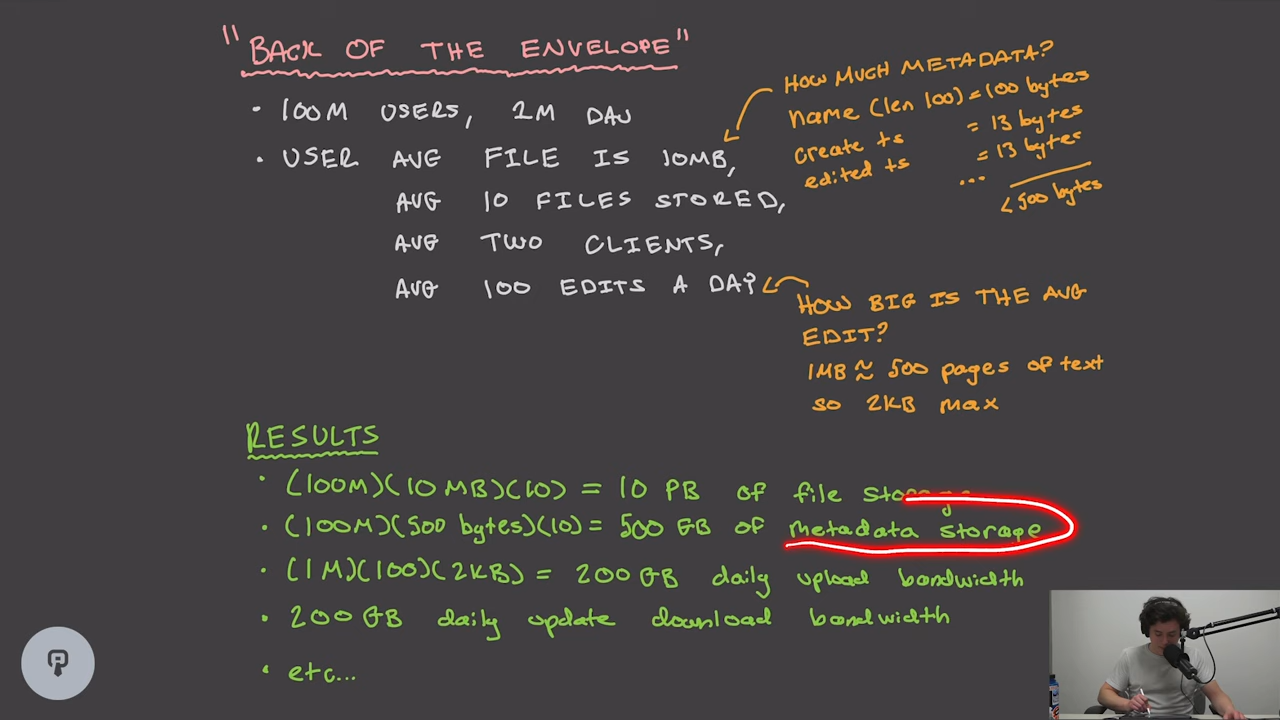 "BACK OF THE ENVELOPE"
• 100M USERS, 2M DAU
• USER AVG FILE IS 10MB,
AVG 10 FILES STORED,
AVG TWO CLIENTS,
AVG 100 EDITS A DAY
HOW MUCH METADATA?
name (len 100) = 100 bytes
create ts = 13 bytes
edited ts = 13 bytes
...
<500 bytes
HOW BIG IS THE AVG
EDIT?
1MB ≈ 500 pages of text
so 2KB max
RESULTS
• (100M)(10 MB)(10) = 10 PB of file storage
• (100M)(500 bytes)(10) = 500 GB of metadata storage
• (1M)(100)(2KB) = 200GB daily upload bandwidth
• 200 GB daily update download bandwidth
• etc...